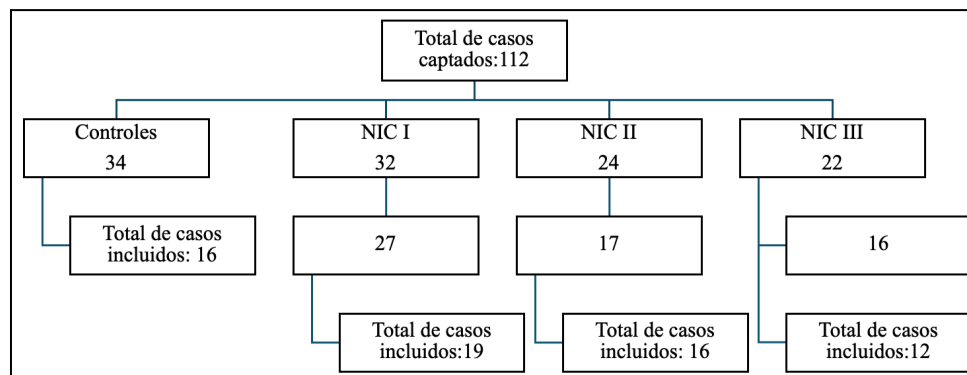 Total de casos
captados:112
Controles
34
NIC I
32
NIC II
24
NIC III
22
Total de casos
incluidos: 16
27
17
16
Total de casos
incluidos:19
Total de casos
incluidos: 16
Total de casos
incluidos:12